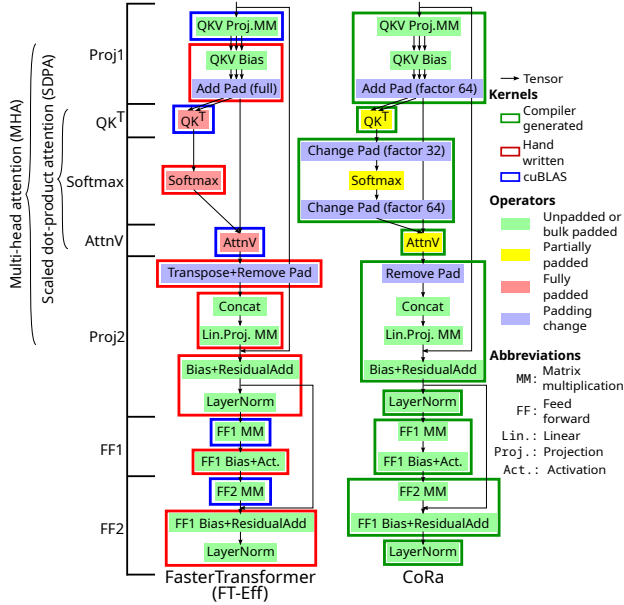 Multi-head attention (MHA)
Scaled dot-product attention (SDPA)
Proj1
QKT
Softmax
AttnV
Proj2
FF1
FF2
QKV Proj.MM
QKV Bias
Add Pad (full)
QKT
Softmax
AttnV
Transpose+Remove Pad
Concat
Lin.Proj. MM
Bias+ResidualAdd
LayerNorm
FF1 MM
FF1 Bias+Act.
FF2 MM
FF1 Bias+ResidualAdd
LayerNorm
FasterTransformer
(FT-Eff)
QKV Proj.MM
QKV Bias
Add Pad (factor 64)
QKT
Change Pad (factor 32)
Softmax
Change Pad (factor 64)
AttnV
Remove Pad
Concat
Lin.Proj. MM
Bias+ResidualAdd
LayerNorm
FF1 MM
FF1 Bias+Act.
FF2 MM
FF1 Bias+ResidualAdd
LayerNorm
CoRa
Tensor
Kernels
Compiler
generated
Hand
written
cuBLAS
Operators
Unpadded or
bulk padded
Partially
padded
Fully
padded
Padding
change
Abbreviations
MM: Matrix
multiplication
FF: Feed
forward
Lin.: Linear
Proj.: Projection
Act.: Activation